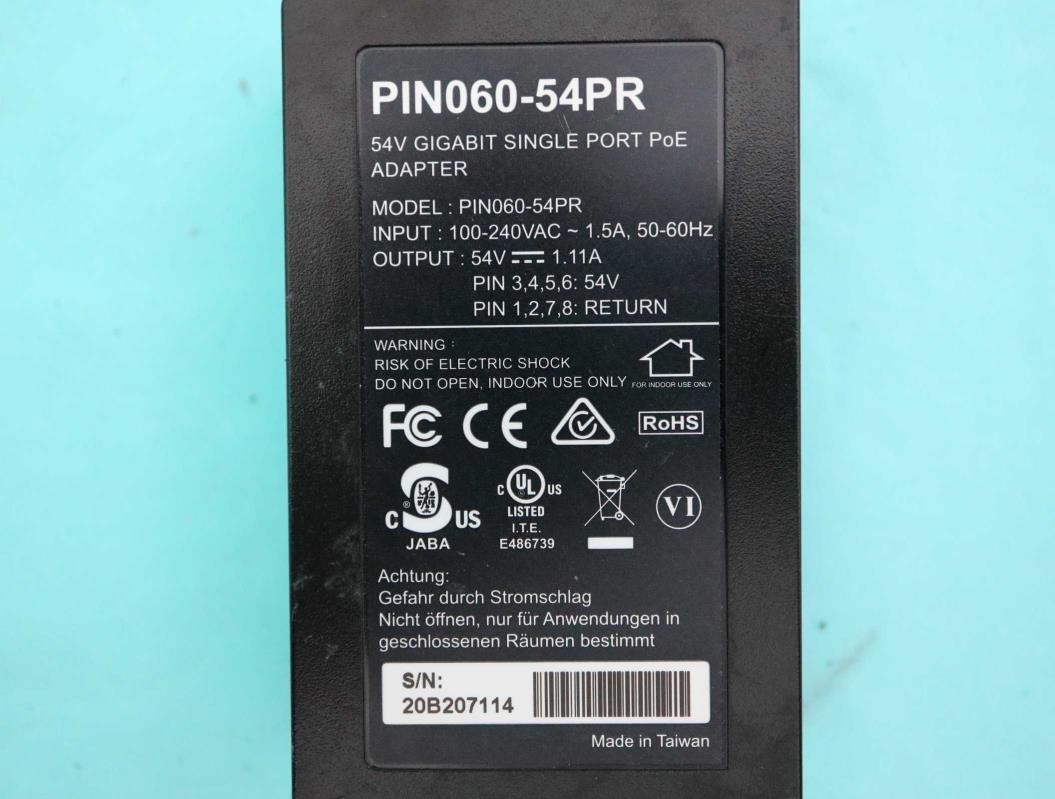 PIN060-54PR
54V GIGABIT SINGLE PORT PoE
ADAPTER
MODEL : PIN060-54PR
INPUT : 100-240VAC ~ 1.5A, 50-60Hz
OUTPUT : 54V ⎓ 1.11A
PIN 3,4,5,6: 54V
PIN 1,2,7,8: RETURN
WARNING :
RISK OF ELECTRIC SHOCK
DO NOT OPEN, INDOOR USE ONLY
FOR INDOOR USE ONLY
FC CE RoHS
C S ® US
JABA
C UL US
LISTED
I.T.E.
E486739
VI
Achtung:
Gefahr durch Stromschlag
Nicht öffnen, nur für Anwendungen in
geschlossenen Räumen bestimmt
S/N:
20B207114
Made in Taiwan